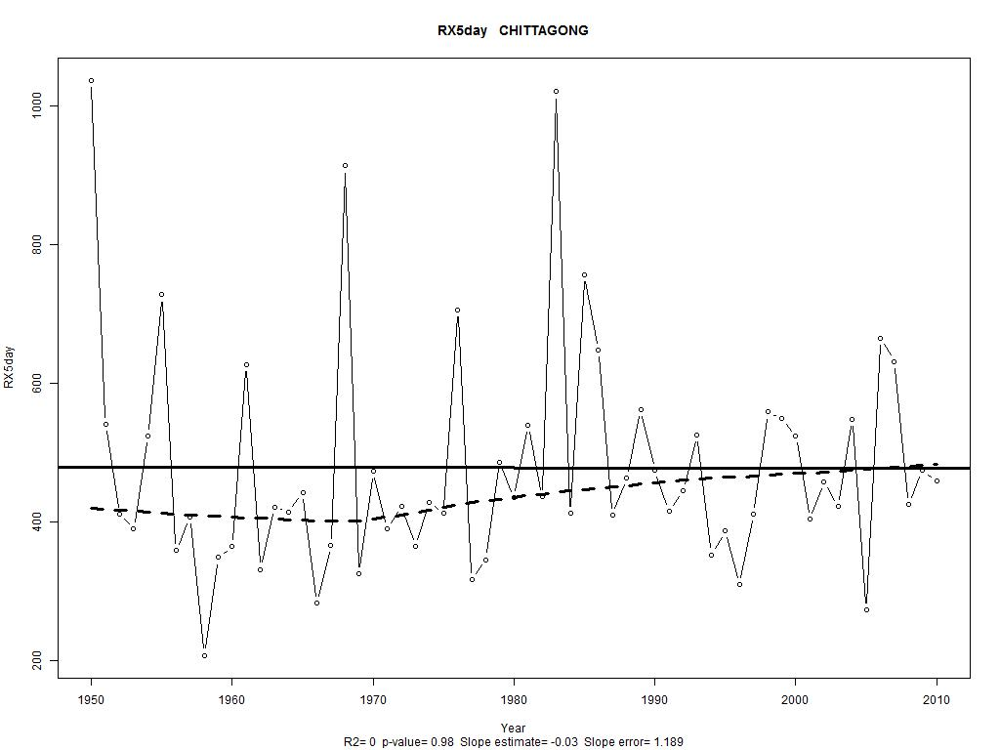 RX5day CHITTAGONG
RX5day
1000
800
600
400
200
1950 1960 1970 1980 1990 2000 2010
Year
R2= 0 p-value= 0.98 Slope estimate= -0.03 Slope error= 1.189